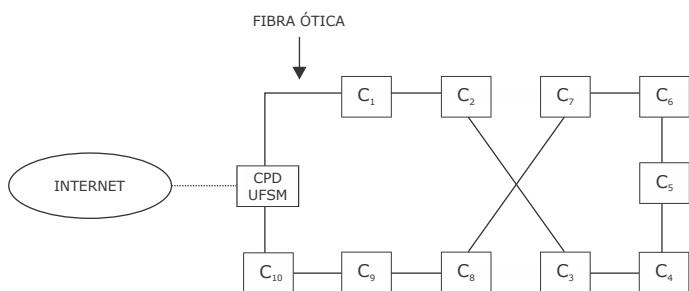 FIBRA ÓTICA
C₁
C₂
C₇
C₆
INTERNET
CPD
UFSM
C₅
C₁₀
C₉
C₈
C₃
C₄